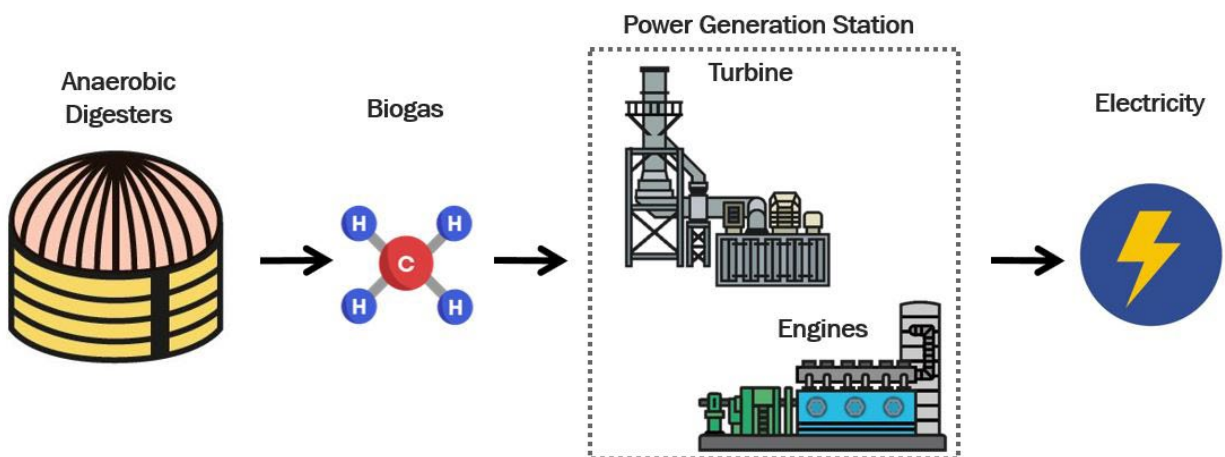 Power Generation Station
Anaerobic
Digesters
Biogas
Turbine
Electricity
H
H
C
H
H
Engines